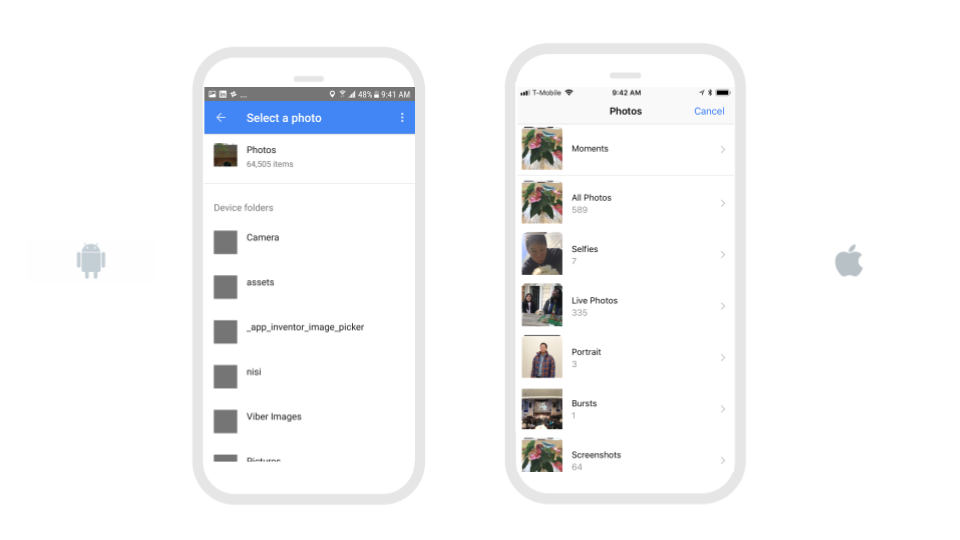 ... 48% 9:41 AM
Select a photo
Photos
64,505 items
Device folders
Camera
assets
_app_inventor_image_picker
nisi
Viber Images
Pictures
T-Mobile 9:42 AM
Photos Cancel
Moments
All Photos
589
Selfies
7
Live Photos
335
Portrait
3
Bursts
1
Screenshots
64